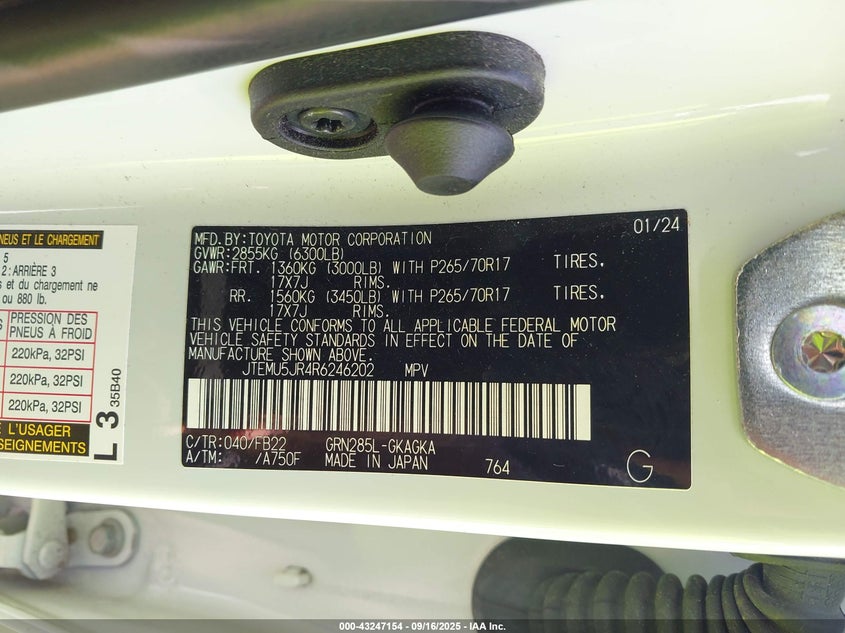 NEUS ET LE CHARGEMENT
5
2: ARRIÈRE 3
s et du chargement ne
ou 880 lb.
PRESSION DES
PNEUS À FROID
220kPa, 32PSI
220kPa, 32PSI
220kPa, 32PSI
L'USAGER
SEIGNEMENTS
L 3 35B40
01/24
MFD.BY:TOYOTA MOTOR CORPORATION
GVWR:2855KG (6300LB)
GAWR:FRT. 1360KG (3000LB) WITH P265/70R17 TIRES.
17X7J RIMS.
RR. 1560KG (3450LB) WITH P265/70R17 TIRES.
17X7J RIMS.
THIS VEHICLE CONFORMS TO ALL APPLICABLE FEDERAL MOTOR
VEHICLE SAFETY STANDARDS IN EFFECT ON THE DATE OF
MANUFACTURE SHOWN ABOVE.
JTEMU5JR4R6246202 MPV
C/TR:040/FB22 GRN285L-GKAGKA
A/TM: /A750F MADE IN JAPAN 764 G
000-43247154 - 09/16/2025 - IAA Inc.